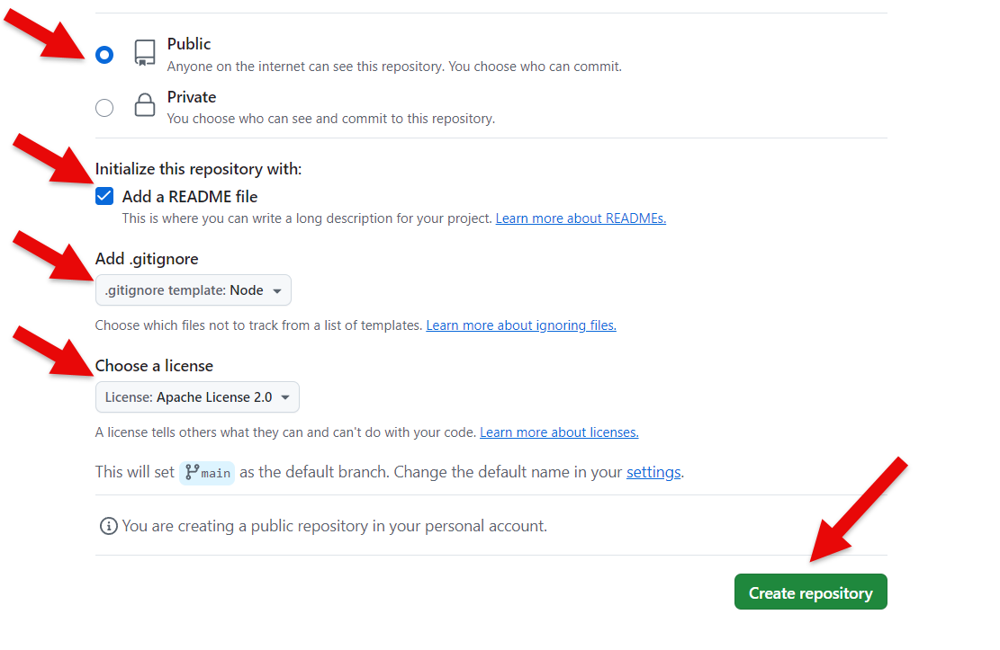 Public
Anyone on the internet can see this repository. You choose who can commit.
Private
You choose who can see and commit to this repository.
Initialize this repository with:
Add a README file
This is where you can write a long description for your project. Learn more about READMEs.
Add .gitignore
.gitignore template: Node
Choose which files not to track from a list of templates. Learn more about ignoring files.
Choose a license
License: Apache License 2.0
A license tells others what they can and can't do with your code. Learn more about licenses.
This will set main as the default branch. Change the default name in your settings.
You are creating a public repository in your personal account.
Create repository